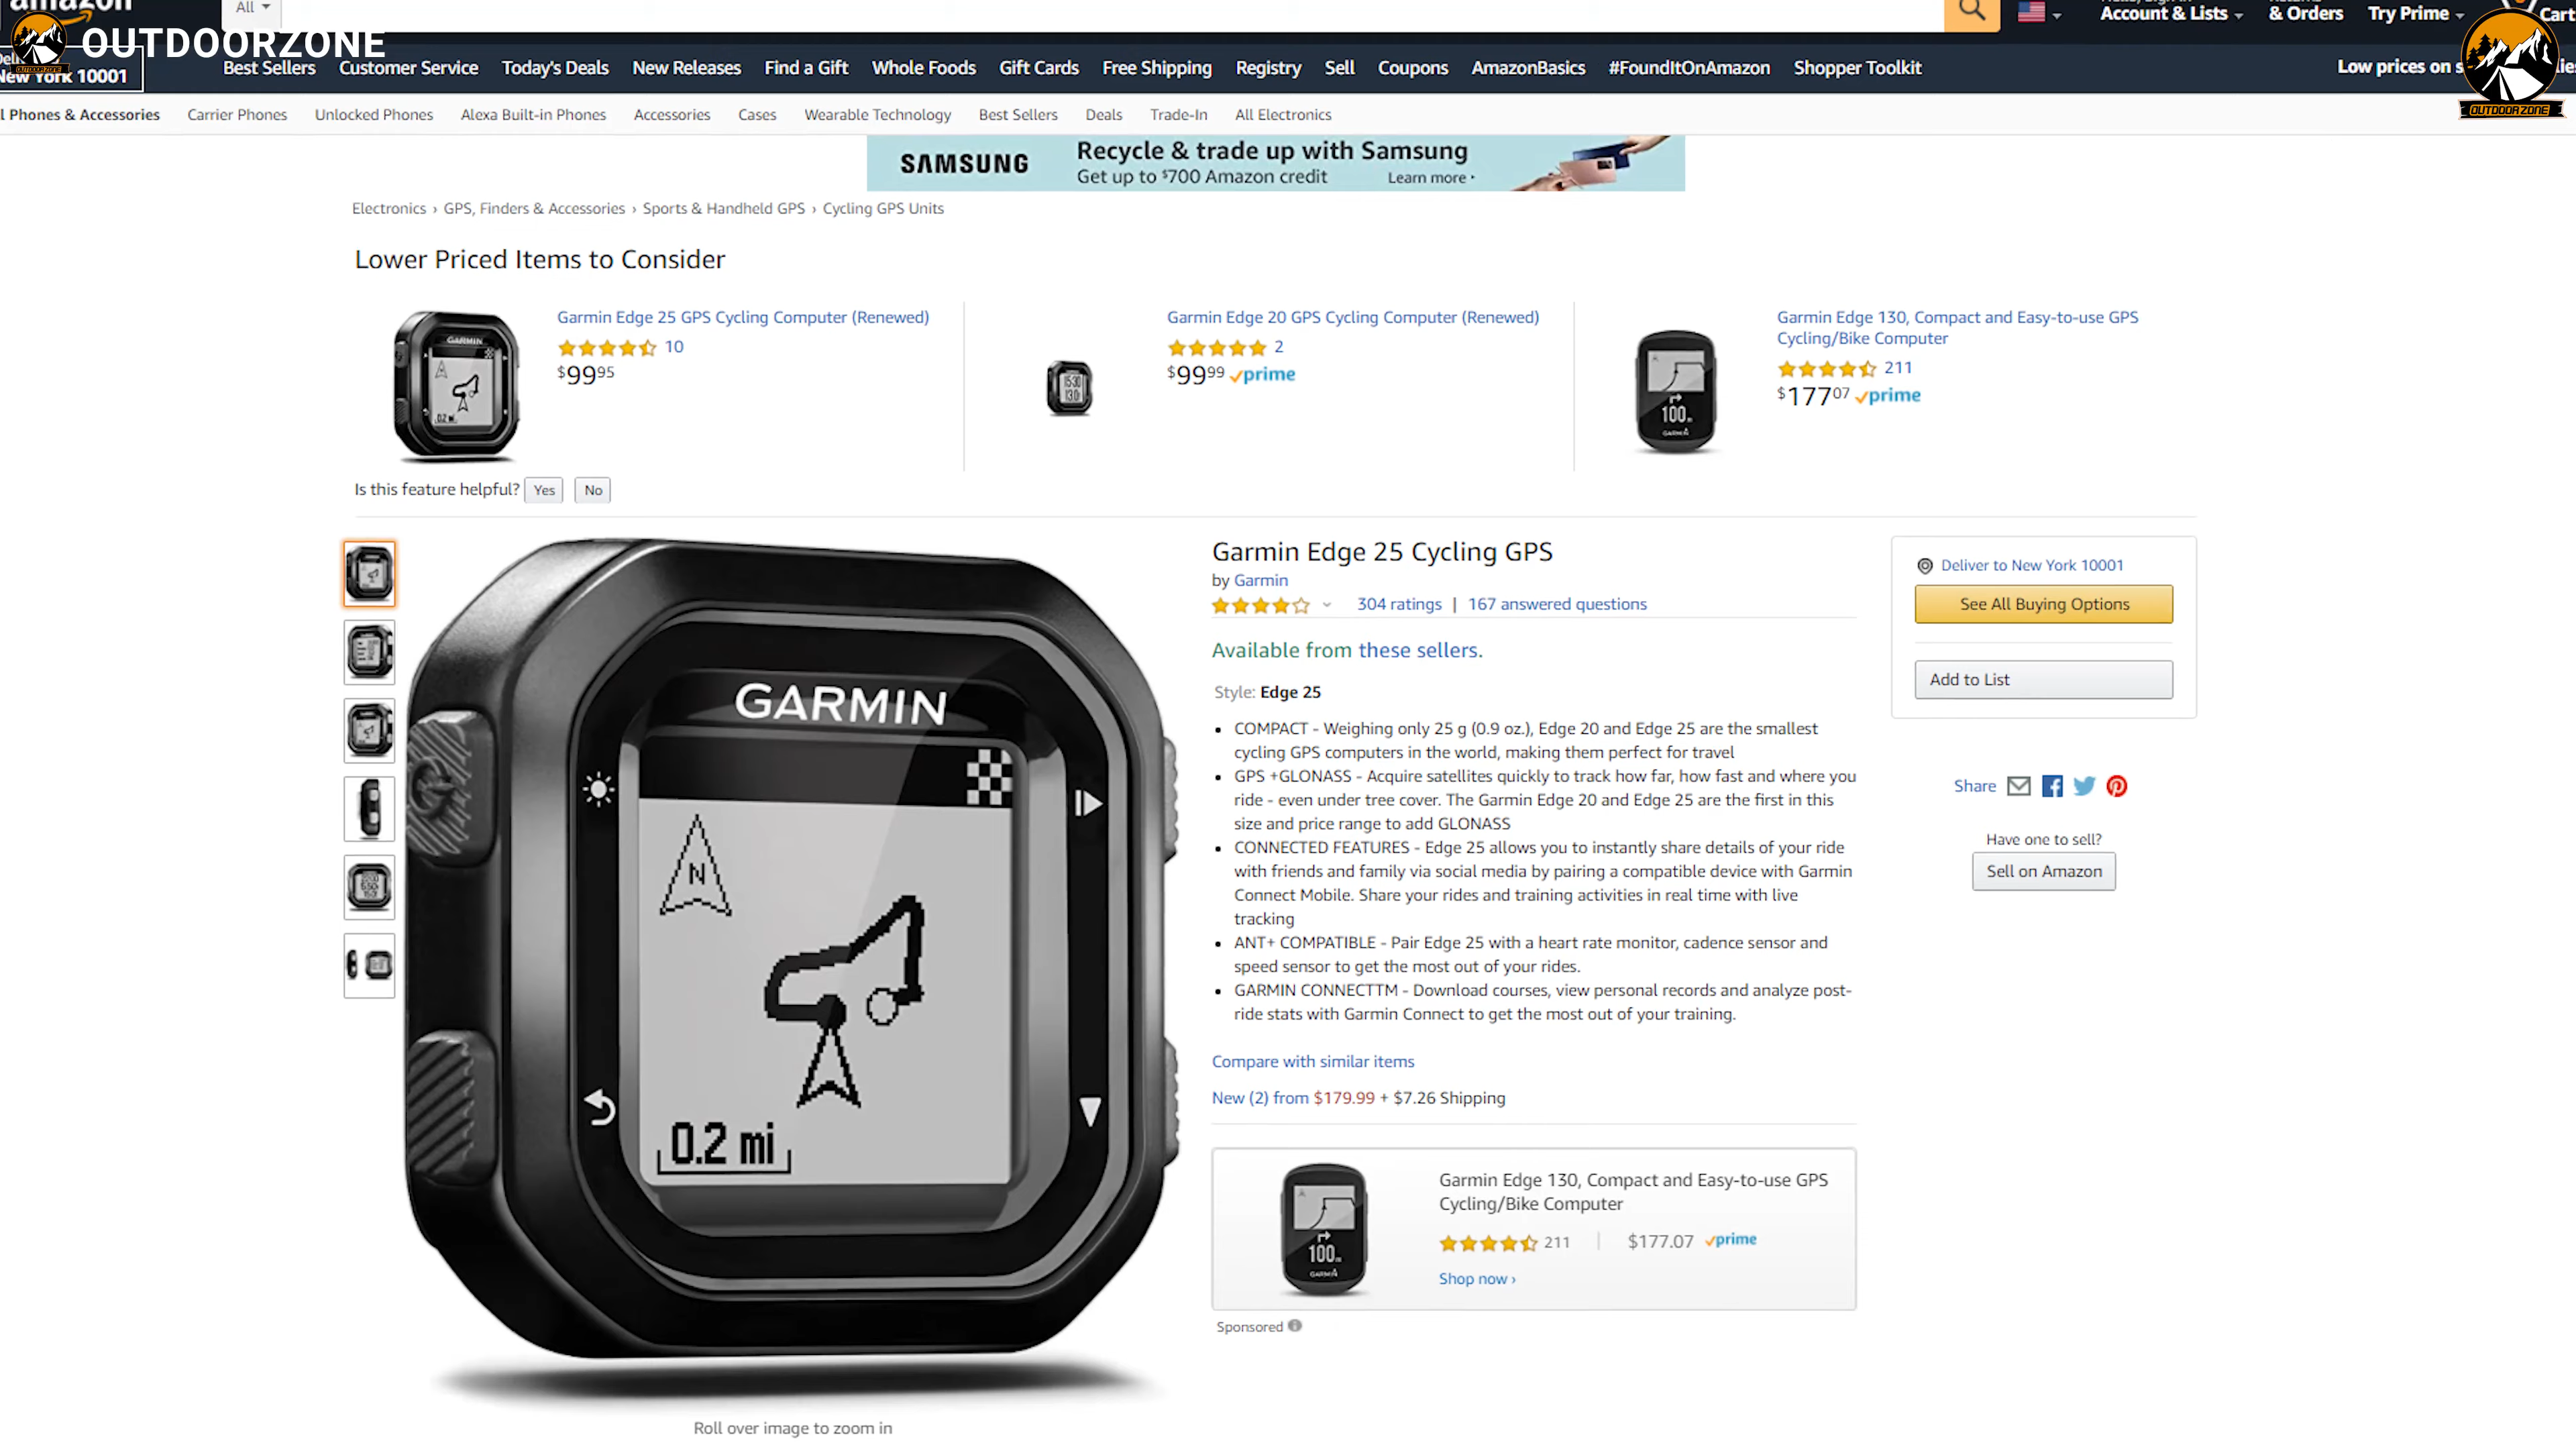 amazon
All
Account & Lists
& Orders
Try Prime
Cart
OUTDOORZONE
New York 10001
Best Sellers
Customer Service
Today's Deals
New Releases
Find a Gift
Whole Foods
Gift Cards
Free Shipping
Registry
Sell
Coupons
AmazonBasics
#FoundItOnAmazon
Shopper Toolkit
Low prices on s
OUTDOORZONE
l Phones & Accessories
Carrier Phones
Unlocked Phones
Alexa Built-in Phones
Accessories
Cases
Wearable Technology
Best Sellers
Deals
Trade-In
All Electronics
SAMSUNG
Recycle & trade up with Samsung
Get up to $700 Amazon credit
Learn more
Electronics › GPS, Finders & Accessories › Sports & Handheld GPS › Cycling GPS Units
Lower Priced Items to Consider
GARMIN
0.2 mi
Garmin Edge 25 GPS Cycling Computer (Renewed)
10
$99.95
15:30
13.0
Garmin Edge 20 GPS Cycling Computer (Renewed)
2
$99.99 prime
100
GARMIN
Garmin Edge 130, Compact and Easy-to-use GPS
Cycling/Bike Computer
211
$177.07 prime
Is this feature helpful? Yes No
GARMIN
N
0.2 mi
Roll over image to zoom in
Garmin Edge 25 Cycling GPS
by Garmin
304 ratings | 167 answered questions
Available from these sellers.
Style: Edge 25
• COMPACT - Weighing only 25 g (0.9 oz.), Edge 20 and Edge 25 are the smallest
cycling GPS computers in the world, making them perfect for travel
• GPS +GLONASS - Acquire satellites quickly to track how far, how fast and where you
ride - even under tree cover. The Garmin Edge 20 and Edge 25 are the first in this
size and price range to add GLONASS
• CONNECTED FEATURES - Edge 25 allows you to instantly share details of your ride
with friends and family via social media by pairing a compatible device with Garmin
Connect Mobile. Share your rides and training activities in real time with live
tracking
• ANT+ COMPATIBLE - Pair Edge 25 with a heart rate monitor, cadence sensor and
speed sensor to get the most out of your rides.
• GARMIN CONNECTTM - Download courses, view personal records and analyze post-
ride stats with Garmin Connect to get the most out of your training.
Compare with similar items
New (2) from $179.99 + $7.26 Shipping
100
GARMIN
Garmin Edge 130, Compact and Easy-to-use GPS
Cycling/Bike Computer
211 | $177.07 prime
Shop now ›
Sponsored
Deliver to New York 10001
See All Buying Options
Add to List
Share
Have one to sell?
Sell on Amazon